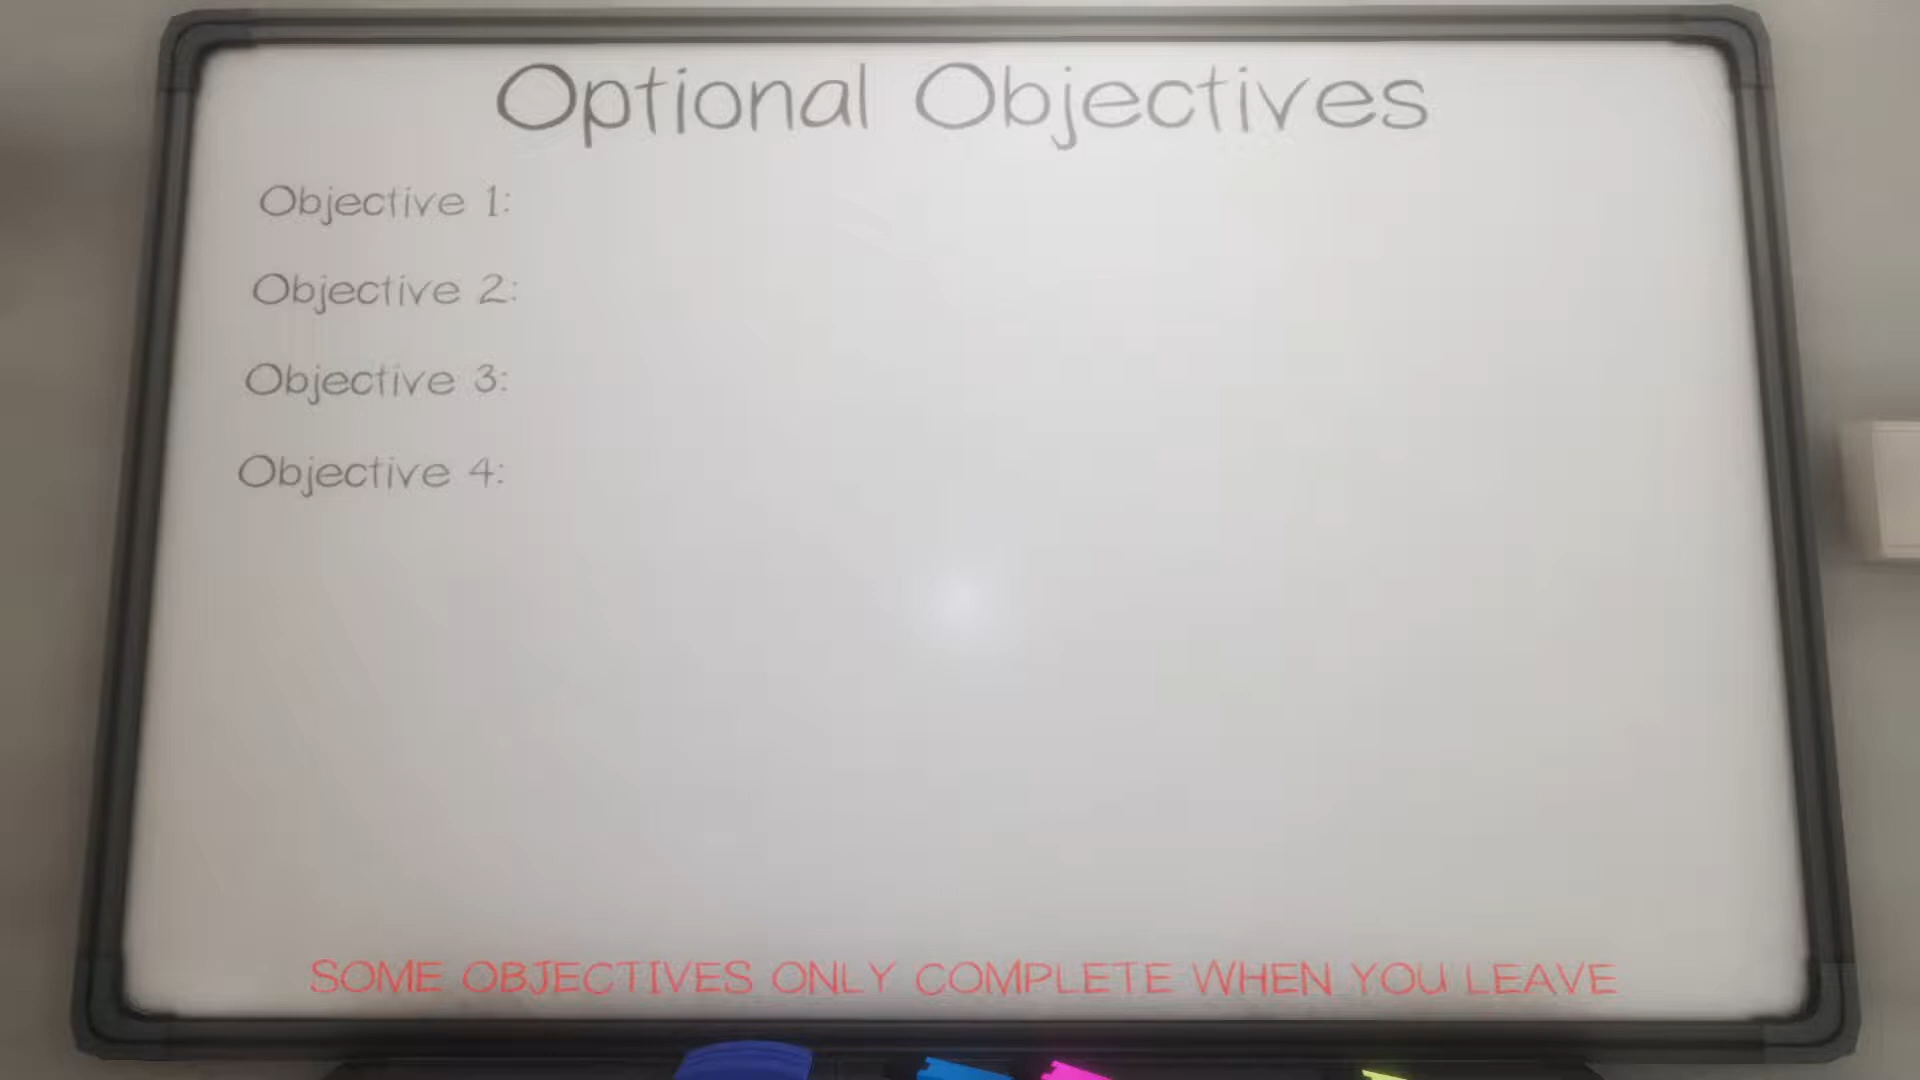 Optional Objectives
Objective 1:
Objective 2:
Objective 3:
Objective 4:
SOME OBJECTIVES ONLY COMPLETE WHEN YOU LEAVE